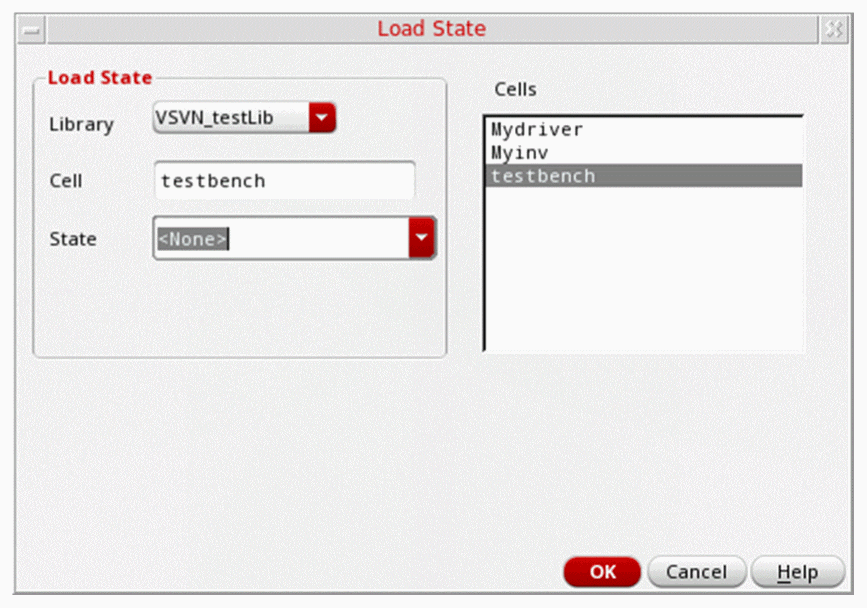 Load State
Load State
Library
VSVN_testLib
Cell
testbench
State
<None>
Cells
Mydriver
Myinv
testbench
OK
Cancel
Help